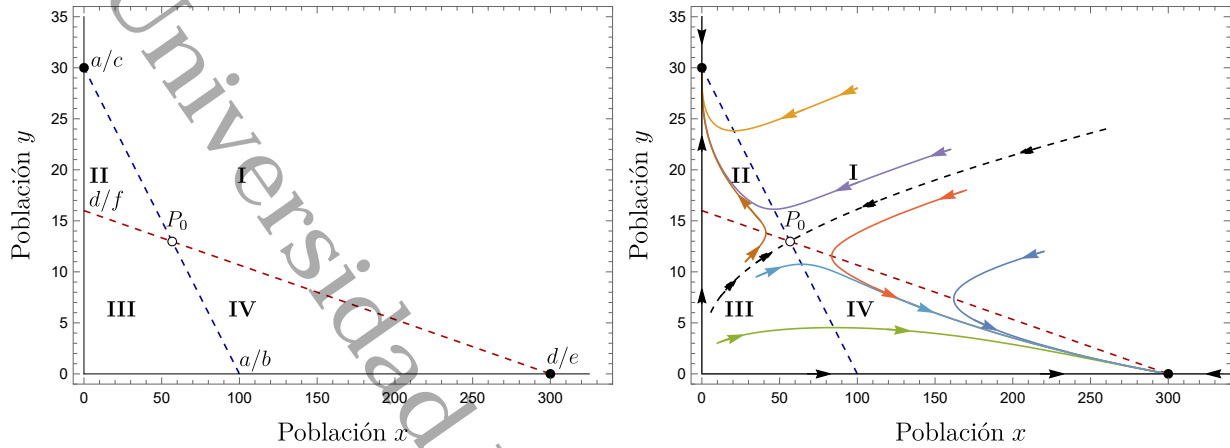 35
30
25
20
15
10
5
0
Población y
a/c
II
I
d/f
P₀
III
IV
a/b
d/e
0 50 100 150 200 250 300
Población x
Universidad
35
30
25
20
15
10
5
0
Población y
II
I
P₀
III
IV
0 50 100 150 200 250 300
Población x